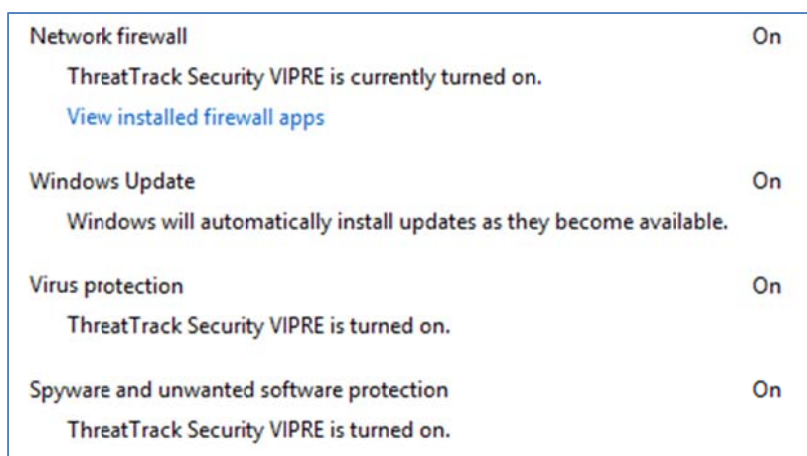 Network firewall On
ThreatTrack Security VIPRE is currently turned on.
View installed firewall apps
Windows Update On
Windows will automatically install updates as they become available.
Virus protection On
ThreatTrack Security VIPRE is turned on.
Spyware and unwanted software protection On
ThreatTrack Security VIPRE is turned on.